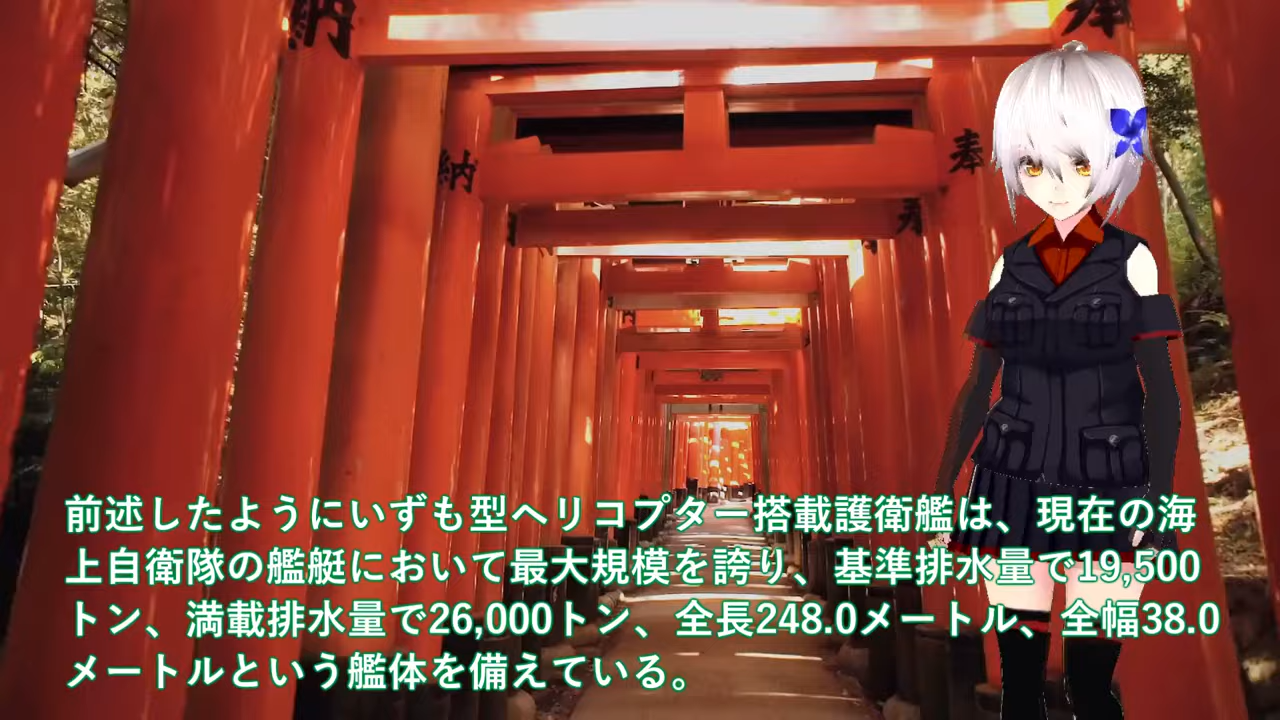 納
奉
納
奉
前述したようにいずも型ヘリコプター搭載護衛艦は、現在の海
上自衛隊の艦艇において最大規模を誇り、基準排水量で19,500
トン、満載排水量で26,000トン、全長248.0メートル、全幅38.0
メートルという艦体を備えている。